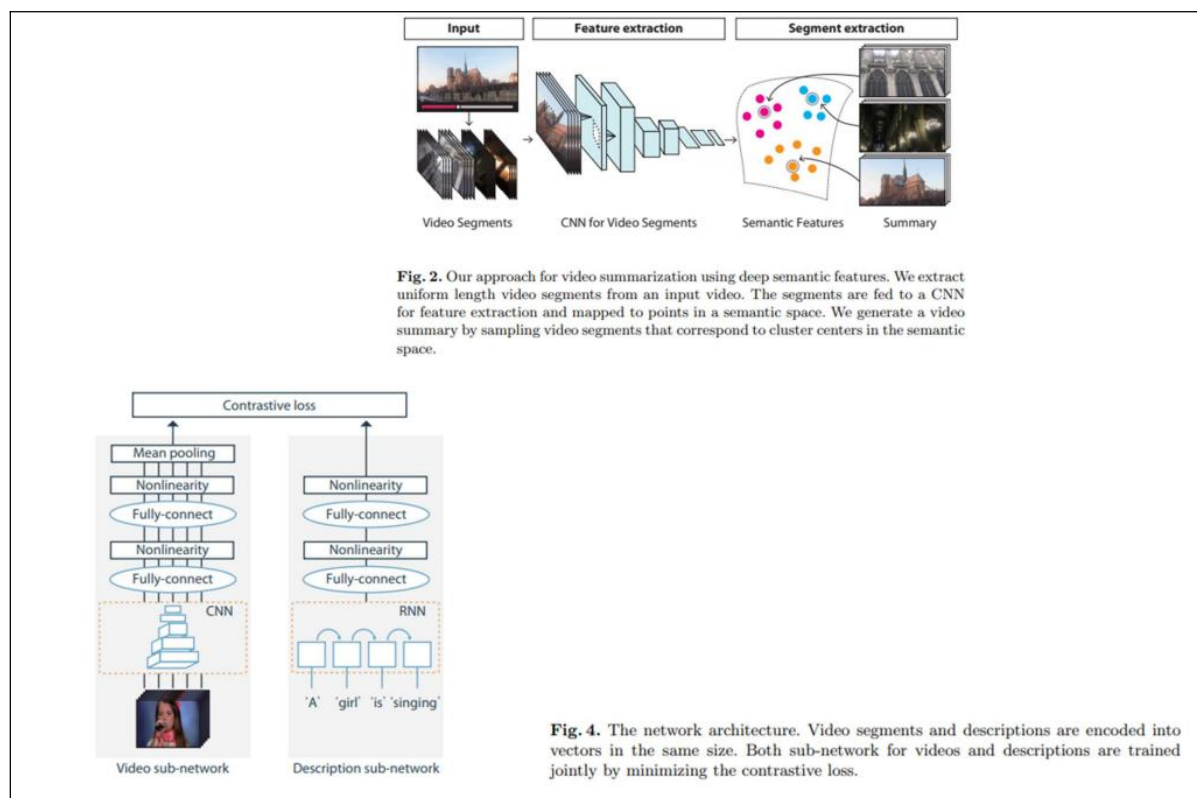 Input Feature extraction Segment extraction
Video Segments CNN for Video Segments Semantic Features Summary
Fig. 2. Our approach for video summarization using deep semantic features. We extract
uniform length video segments from an input video. The segments are fed to a CNN
for feature extraction and mapped to points in a semantic space. We generate a video
summary by sampling video segments that correspond to cluster centers in the semantic
space.
Contrastive loss
Mean pooling
Nonlinearity Nonlinearity
Fully-connect Fully-connect
Nonlinearity Nonlinearity
Fully-connect Fully-connect
CNN RNN
'A' 'girl' 'is' 'singing'
Video sub-network Description sub-network
Fig. 4. The network architecture. Video segments and descriptions are encoded into
vectors in the same size. Both sub-network for videos and descriptions are trained
jointly by minimizing the contrastive loss.